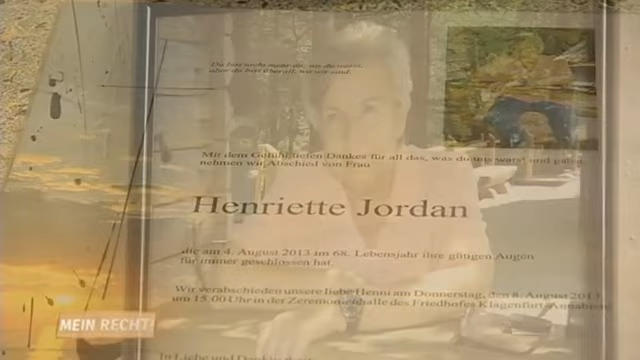 Du bist nicht mehr da, wo du warst,
aber du bist überall, wo wir sind.
Mit dem Gefühl tiefen Dankes für all das, was du uns warst und gabst,
nehmen wir Abschied von Frau
Henriette Jordan
die am 4. August 2013 im 68. Lebensjahr ihre gütigen Augen
für immer geschlossen hat.
Wir verabschieden unsere liebe Henni am Donnerstag, den 8. August 2013
um 15.00 Uhr in der Zeremonienhalle des Friedhofes Klagenfurt-Annabichl
MEIN RECHT!
In Liebe und Dankbarkeit